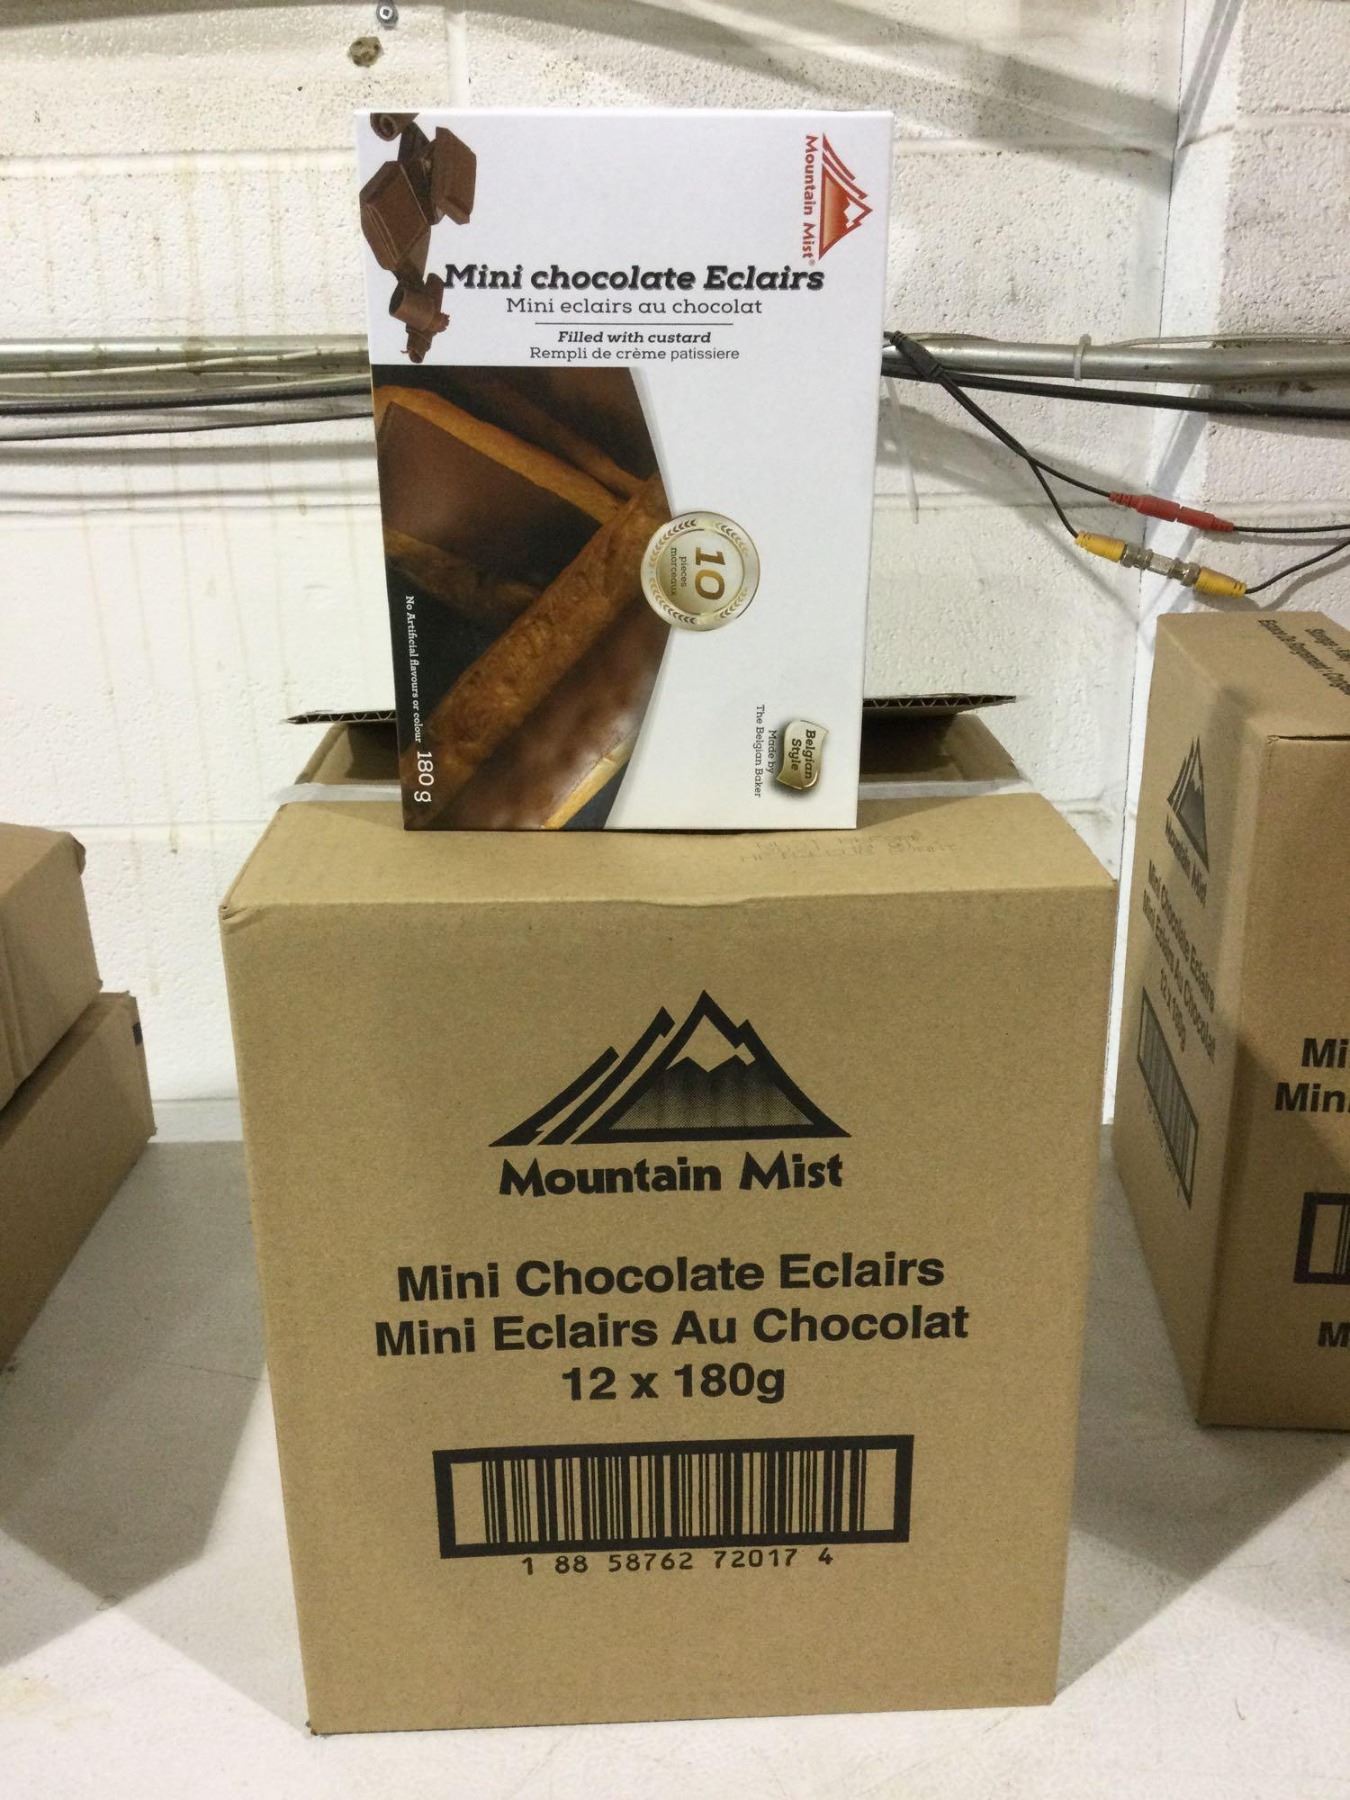 Mountain Mist®
Mini chocolate Eclairs
Mini eclairs au chocolat
Filled with custard
Rempli de crème patissiere
10
pieces
morceaux
No Artificial flavours or colour
180 g
Belgian
Style
Made by
The Belgian Baker
Mountain Mist
Mini Chocolate Eclairs
Mini Eclairs Au Chocolat
12 x 180g
1 88 58762 72017 4
Mountain Mist
Mini Chocolate Eclairs
Mini Eclairs Au Chocolat
12 x 180g
Mi
Min
M